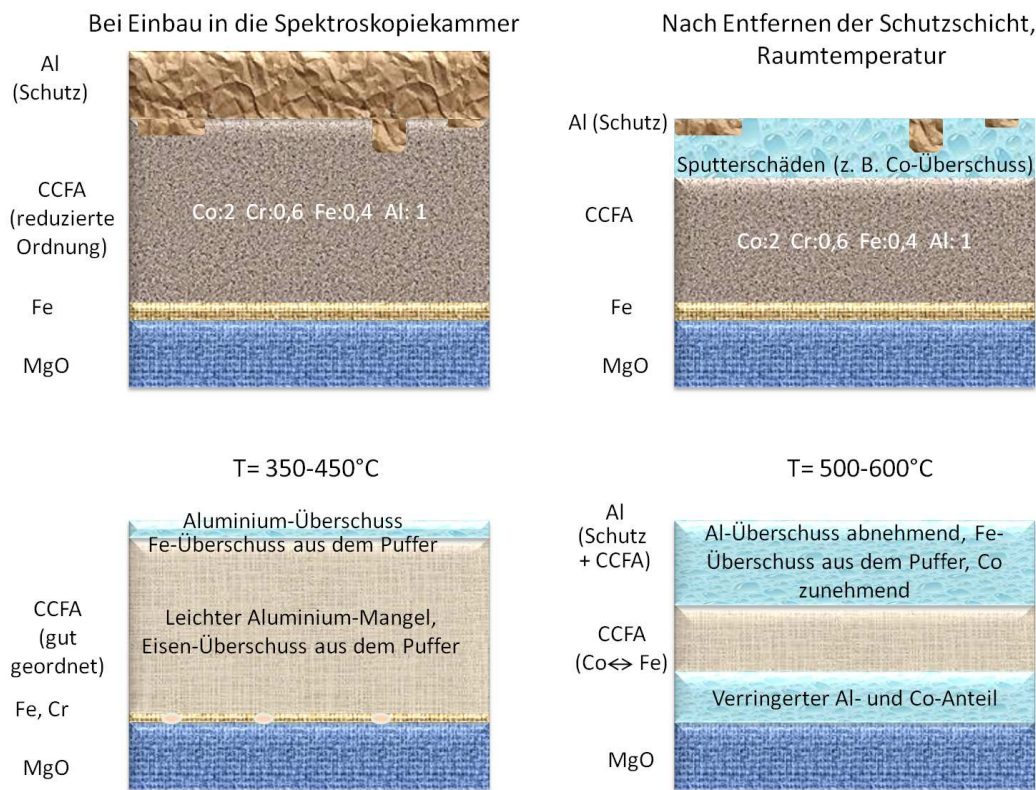 Bei Einbau in die Spektroskopiekammer
Al
(Schutz)
CCFA
(reduzierte
Ordnung)
Co:2 Cr:0,6 Fe:0,4 Al: 1
Fe
MgO
Nach Entfernen der Schutzschicht,
Raumtemperatur
Al (Schutz)
Sputterschäden (z. B. Co-Überschuss)
CCFA
Co:2 Cr:0,6 Fe:0,4 Al: 1
Fe
MgO
T= 350-450°C
Aluminium-Überschuss
Fe-Überschuss aus dem Puffer
CCFA
(gut
geordnet)
Leichter Aluminium-Mangel,
Eisen-Überschuss aus dem Puffer
Fe, Cr
MgO
T= 500-600°C
Al
(Schutz
+ CCFA)
Al-Überschuss abnehmend, Fe-
Überschuss aus dem Puffer, Co
zunehmend
CCFA
(Co⇔ Fe)
Verringerter Al- und Co-Anteil
MgO